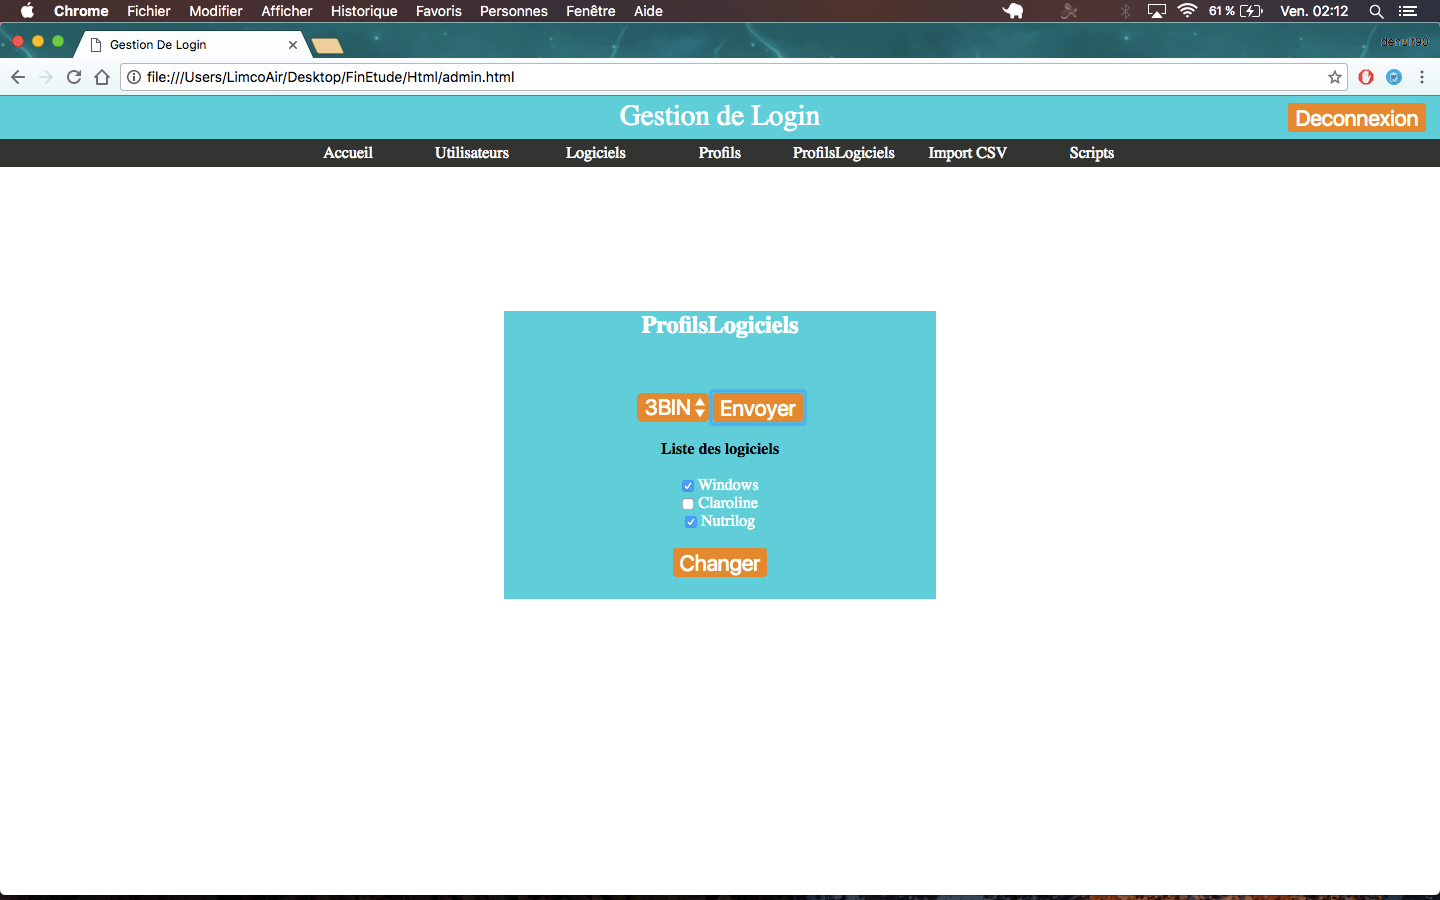 Chrome Fichier Modifier Afficher Historique Favoris Personnes Fenêtre Aide 61 % Ven. 02:12
Gestion De Login
denuit90
file:///Users/LimcoAir/Desktop/FinEtude/Html/admin.html
Gestion de Login
Deconnexion
Accueil Utilisateurs Logiciels Profils ProfilsLogiciels Import CSV Scripts
ProfilsLogiciels
3BIN Envoyer
Liste des logiciels
Windows
Claroline
Nutrilog
Changer